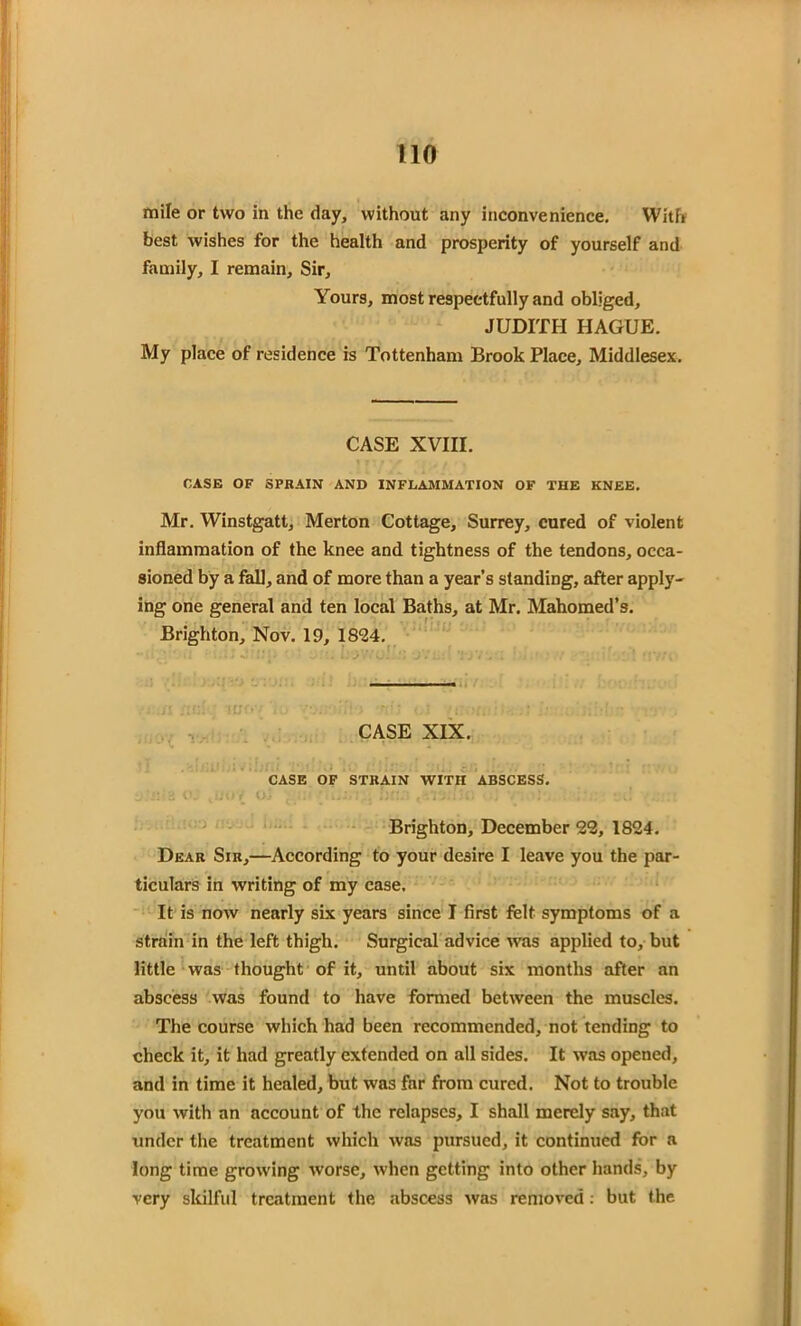 110
mile or two in the day, without any inconvenience. With
best wishes for the health and prosperity of yourself and
family, I remain, Sir,
Yours, most respectfully and obliged,
JUDITH HAGUE.
My place of residence is Tottenham Brook Place, Middlesex.
CASE XVIII.
CASE OF SPRAIN AND INFLAMMATION OF THE KNEE.
Mr. Winstgatt, Merton Cottage, Surrey, cured of violent
inflammation of the knee and tightness of the tendons, occa-
sioned by a fall, and of more than a year's standing, after apply-
ing one general and ten local Baths, at Mr. Mahomed's.
Brighton, Nov. 19, 1824.
CASE XIX.
CASE OF STRAIN WITH ABSCESS.
Brighton, December 22, 1824.
Dear Sir,—According to your desire I leave you the par-
ticulars in writing of my case.
It is now nearly six years since I first felt symptoms of a
strain in the left thigh. Surgical advice was applied to, but
little was thought of it, until about six months after an
abscess was found to have formed between the muscles.
The course which had been recommended, not tending to
check it, it had greatly extended on all sides. It was opened,
and in time it healed, but was far from cured. Not to trouble
you with an account of the relapses, I shall merely say, that
under the treatment which was pursued, it continued for a
long time growing worse, when getting into other hands, by
very skilful treatment the abscess was removed: but the